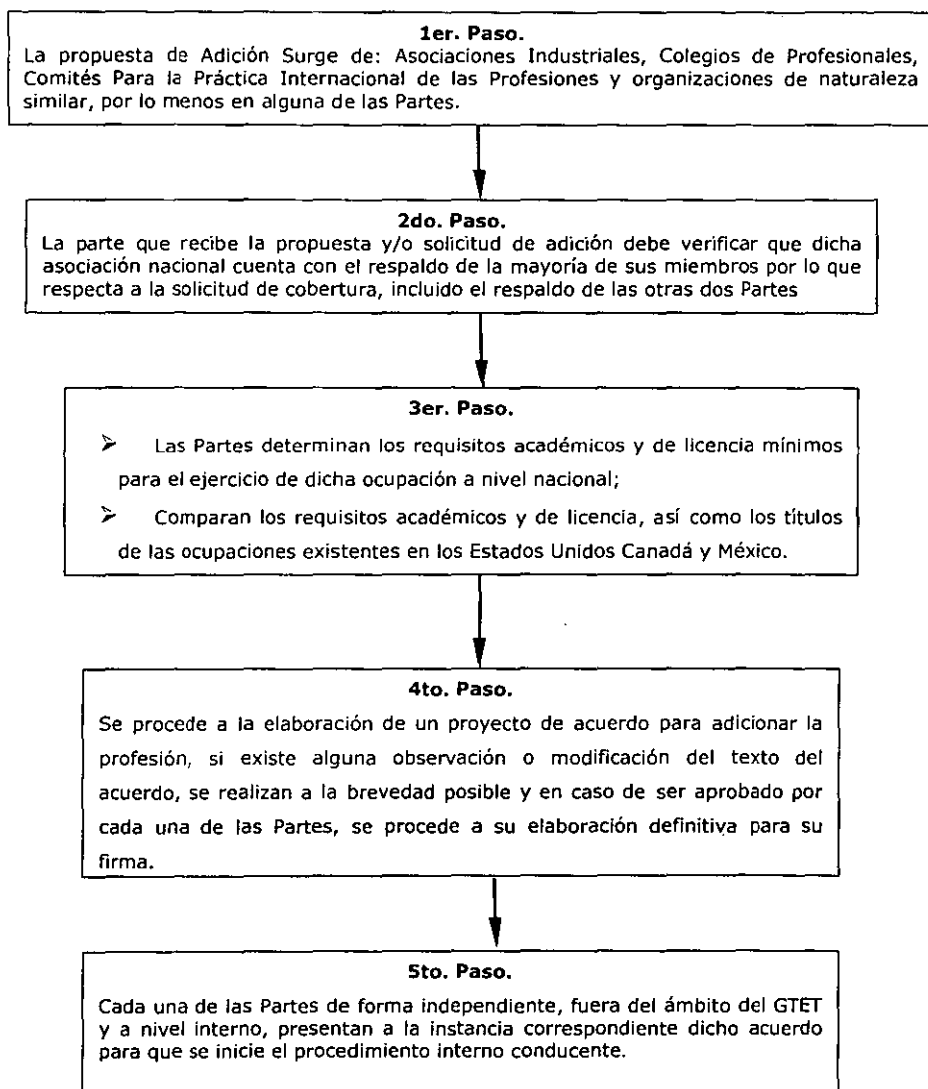 1er. Paso.
La propuesta de Adición Surge de: Asociaciones Industriales, Colegios de Profesionales,
Comités Para la Práctica Internacional de las Profesiones y organizaciones de naturaleza
similar, por lo menos en alguna de las Partes.
2do. Paso.
La parte que recibe la propuesta y/o solicitud de adición debe verificar que dicha
asociación nacional cuenta con el respaldo de la mayoría de sus miembros por lo que
respecta a la solicitud de cobertura, incluido el respaldo de las otras dos Partes
3er. Paso.
➢ Las Partes determinan los requisitos académicos y de licencia mínimos
para el ejercicio de dicha ocupación a nivel nacional;
➢ Comparan los requisitos académicos y de licencia, así como los títulos
de las ocupaciones existentes en los Estados Unidos Canadá y México.
4to. Paso.
Se procede a la elaboración de un proyecto de acuerdo para adicionar la
profesión, si existe alguna observación o modificación del texto del
acuerdo, se realizan a la brevedad posible y en caso de ser aprobado por
cada una de las Partes, se procede a su elaboración definitiva para su
firma.
5to. Paso.
Cada una de las Partes de forma independiente, fuera del ámbito del GTET
y a nivel interno, presentan a la instancia correspondiente dicho acuerdo
para que se inicie el procedimiento interno conducente.